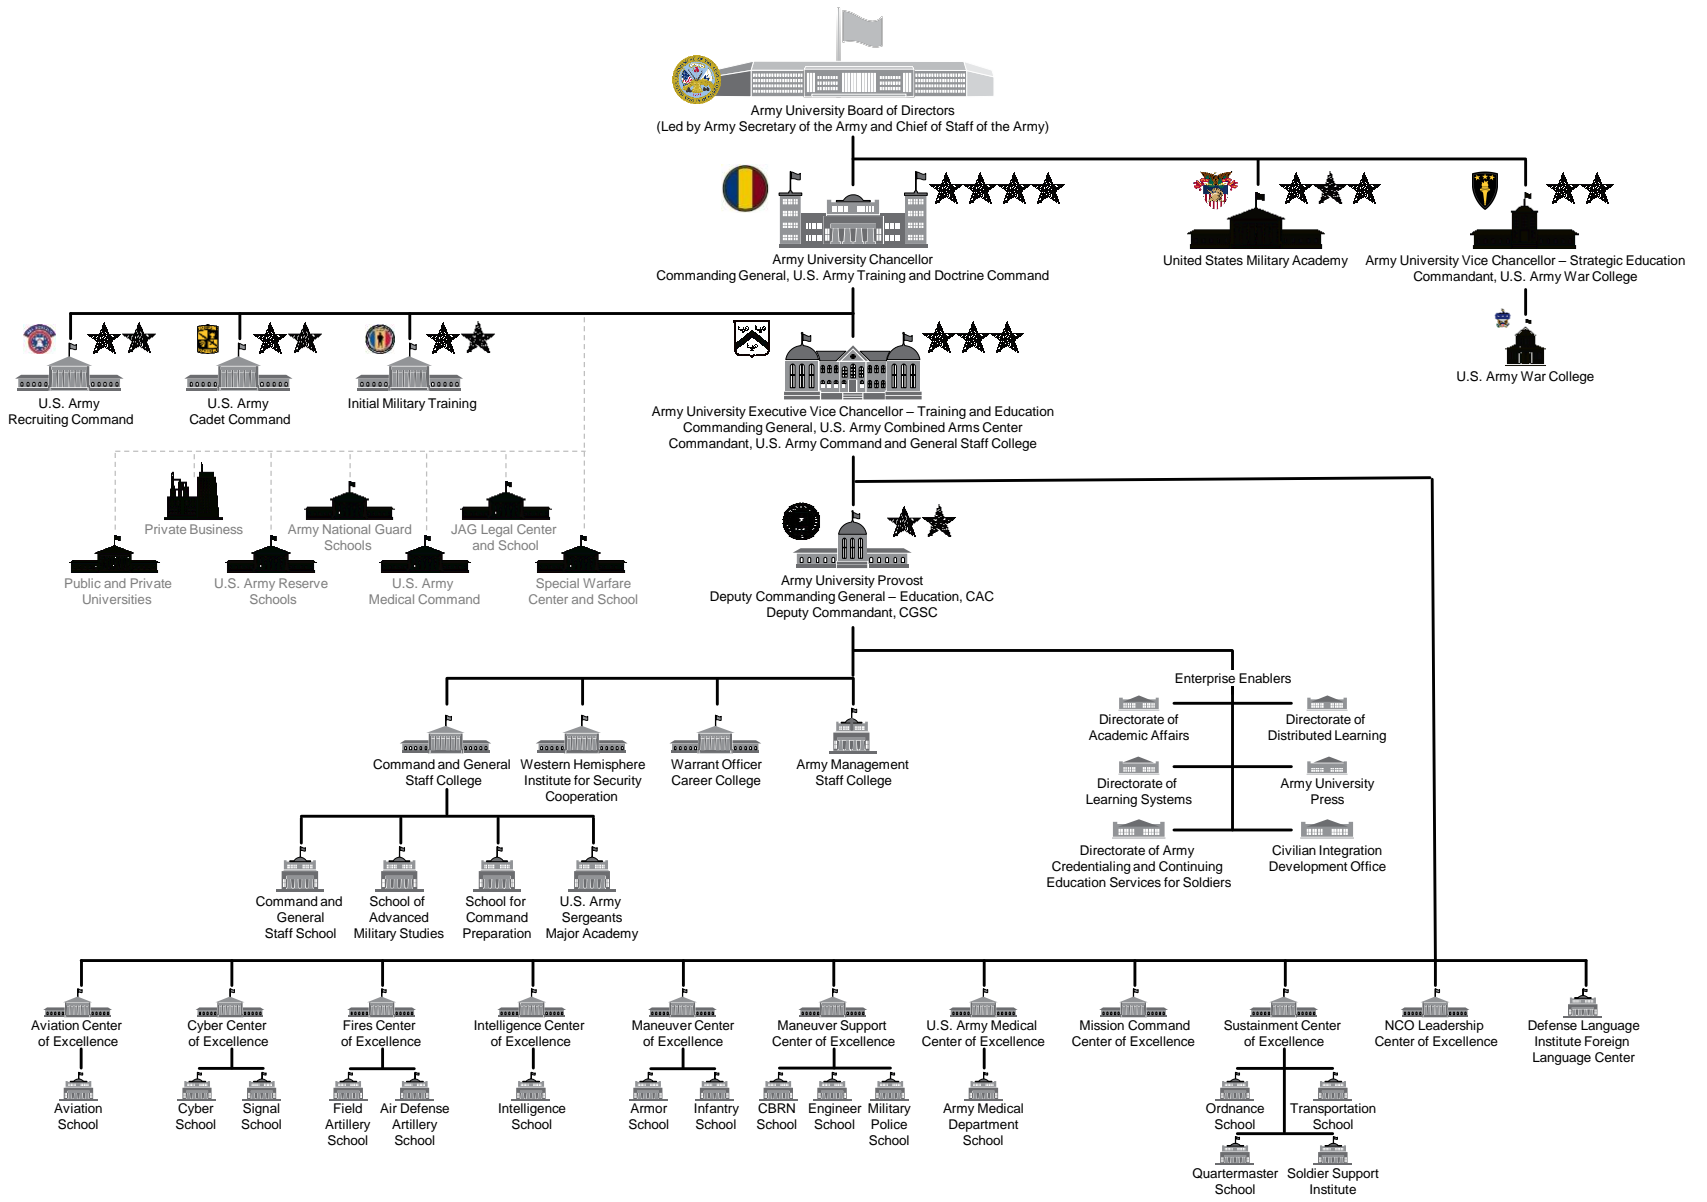 Army University Board of Directors
(Led by Army Secretary of the Army and Chief of Staff of the Army)
Army University Chancellor
Commanding General, U.S. Army Training and Doctrine Command
United States Military Academy
Army University Vice Chancellor – Strategic Education
Commandant, U.S. Army War College
U.S. Army War College
U.S. Army
Recruiting Command
U.S. Army
Cadet Command
Initial Military Training
Army University Executive Vice Chancellor – Training and Education
Commanding General, U.S. Army Combined Arms Center
Commandant, U.S. Army Command and General Staff College
Private Business
Army National Guard
Schools
JAG Legal Center
and School
Public and Private
Universities
U.S. Army Reserve
Schools
U.S. Army
Medical Command
Special Warfare
Center and School
Army University Provost
Deputy Commanding General – Education, CAC
Deputy Commandant, CGSC
Enterprise Enablers
Directorate of
Academic Affairs
Directorate of
Distributed Learning
Directorate of
Learning Systems
Army University
Press
Directorate of Army
Credentialing and Continuing
Education Services for Soldiers
Civilian Integration
Development Office
Command and General
Staff College
Western Hemisphere
Institute for Security
Cooperation
Warrant Officer
Career College
Army Management
Staff College
Command and
General
Staff School
School of
Advanced
Military Studies
School for
Command
Preparation
U.S. Army
Sergeants
Major Academy
Aviation Center
of Excellence
Cyber Center
of Excellence
Fires Center
of Excellence
Intelligence Center
of Excellence
Maneuver Center
of Excellence
Maneuver Support
Center of Excellence
U.S. Army Medical
Center of Excellence
Mission Command
Center of Excellence
Sustainment Center
of Excellence
NCO Leadership
Center of Excellence
Defense Language
Institute Foreign
Language Center
Aviation
School
Cyber
School
Signal
School
Field
Artillery
School
Air Defense
Artillery
School
Intelligence
School
Armor
School
Infantry
School
CBRN
School
Engineer
School
Military
Police
School
Army Medical
Department
School
Ordnance
School
Transportation
School
Quartermaster
School
Soldier Support
Institute